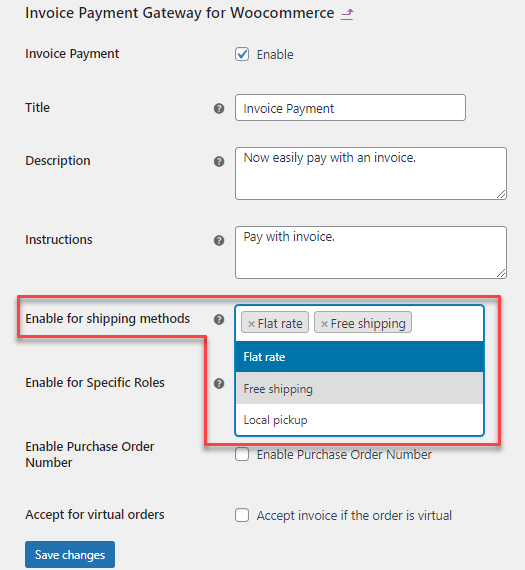 Invoice Payment Gateway for Woocommerce
Invoice Payment
Enable
Title
Invoice Payment
Description
Now easily pay with an invoice.
Instructions
Pay with invoice.
Enable for shipping methods
× Flat rate × Free shipping
Flat rate
Enable for Specific Roles
Free shipping
Local pickup
Enable Purchase Order
Number
Enable Purchase Order Number
Accept for virtual orders
Accept invoice if the order is virtual
Save changes